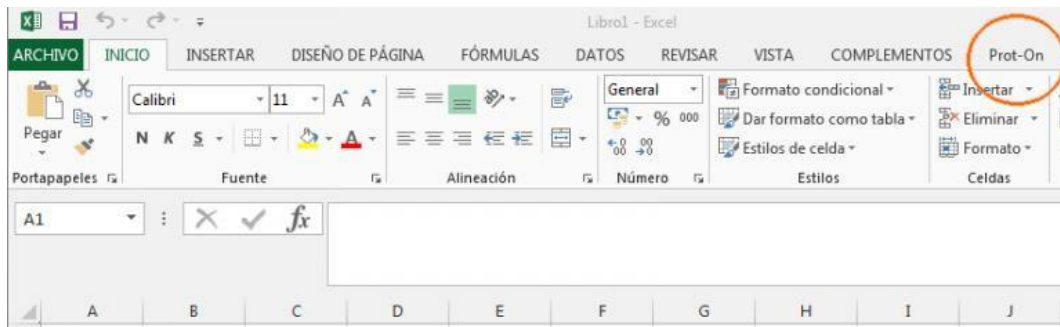 Libro1 - Excel
ARCHIVO INICIO INSERTAR DISEÑO DE PÁGINA FÓRMULAS DATOS REVISAR VISTA COMPLEMENTOS Prot-On
Calibri 11 A A General Formato condicional Insertar
Pegar % 000 Dar formato como tabla Eliminar
N K S A ,00 Estilos de celda Formato
Portapapeles Fuente Alineación Número Estilos Celdas
A1 fx
A B C D E F G H I J